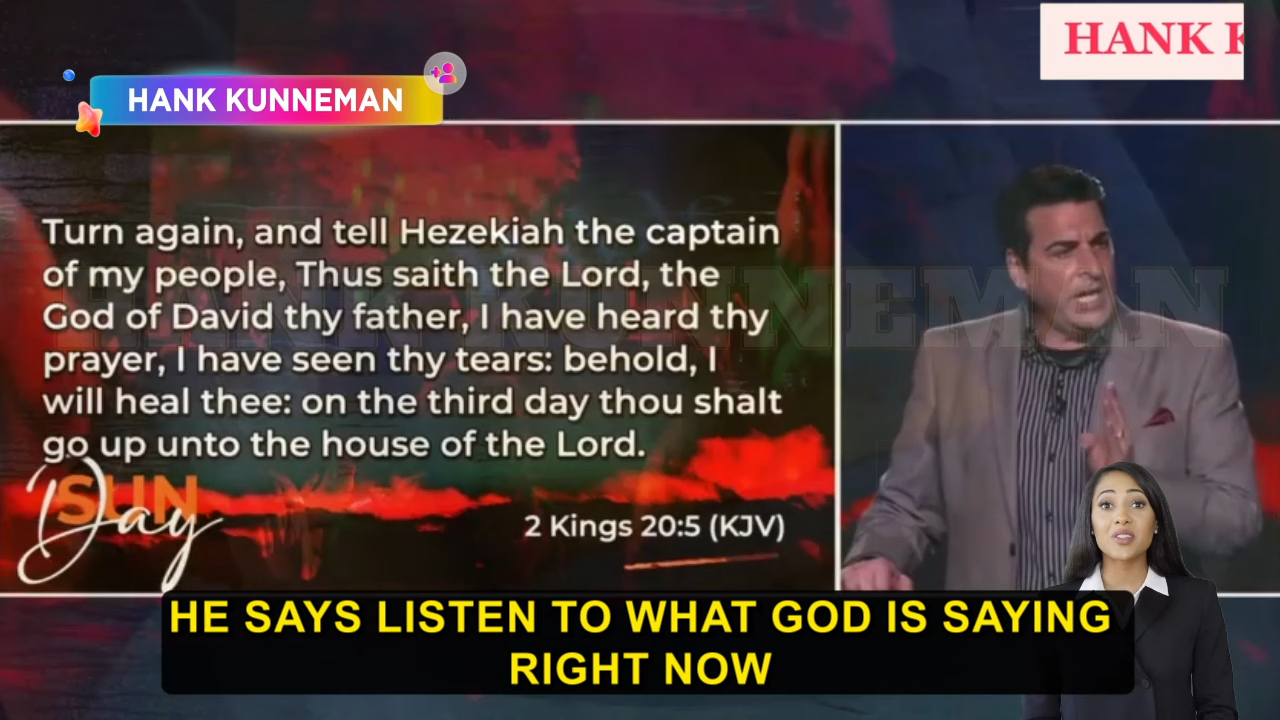 HANK K
HANK KUNNEMAN
Turn again, and tell Hezekiah the captain
of my people, Thus saith the Lord, the
God of David thy father, I have heard thy
prayer, I have seen thy tears: behold, I
will heal thee: on the third day thou shalt
go up unto the house of the Lord.
HANK KUNNEMAN
SUN
Day
2 Kings 20:5 (KJV)
HE SAYS LISTEN TO WHAT GOD IS SAYING
RIGHT NOW